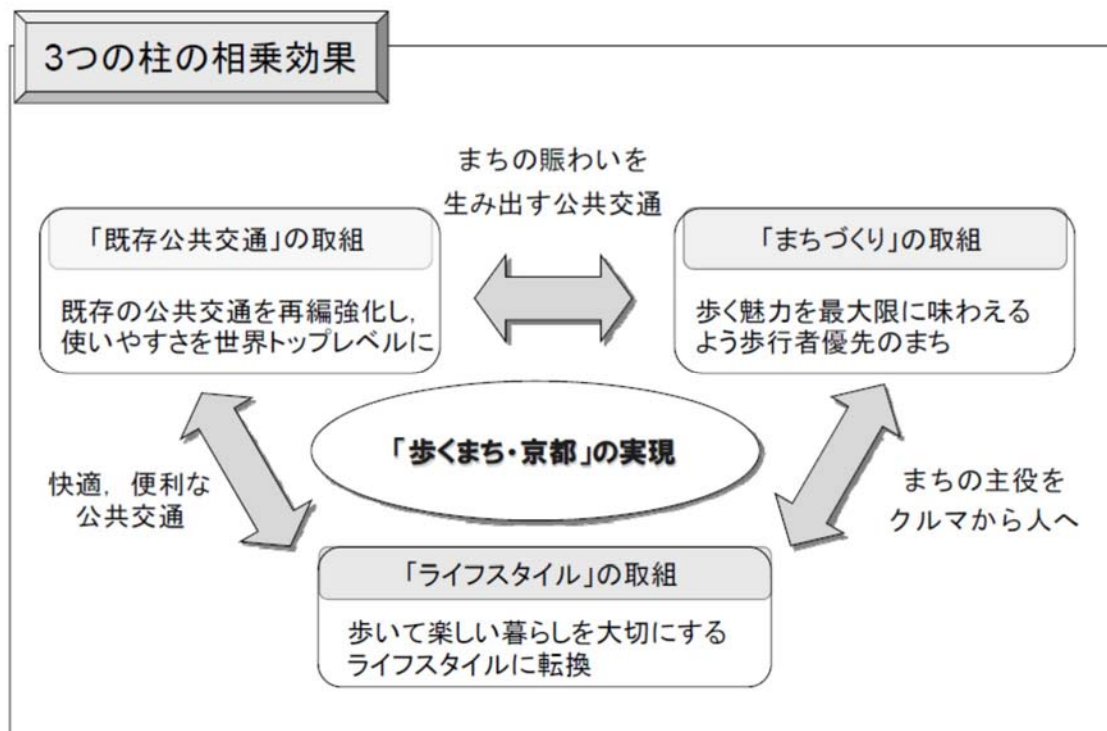 3つの柱の相乗効果
まちの賑わいを
生み出す公共交通
「既存公共交通」の取組
既存の公共交通を再編強化し，
使いやすさを世界トップレベルに
「まちづくり」の取組
歩く魅力を最大限に味わえる
よう歩行者優先のまち
「歩くまち・京都」の実現
快適，便利な
公共交通
まちの主役を
クルマから人へ
「ライフスタイル」の取組
歩いて楽しい暮らしを大切にする
ライフスタイルに転換